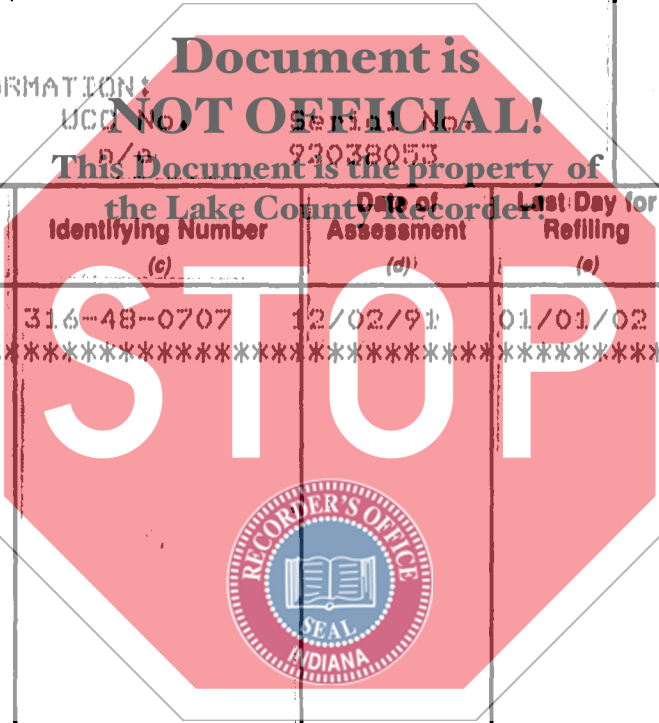 Document is
NOT OFFICIAL!
This Document is the property of
the Lake County Recorder!
RMATION:
UCC No. Serial No.
n/a 92038053
Identifying Number
(c)
Date of
Assessment
(d)
Last Day for
Refiling
(e)
316-48-0707 12/02/91 01/01/02
STOP
RECORDER'S OFFICE
SEAL
INDIANA